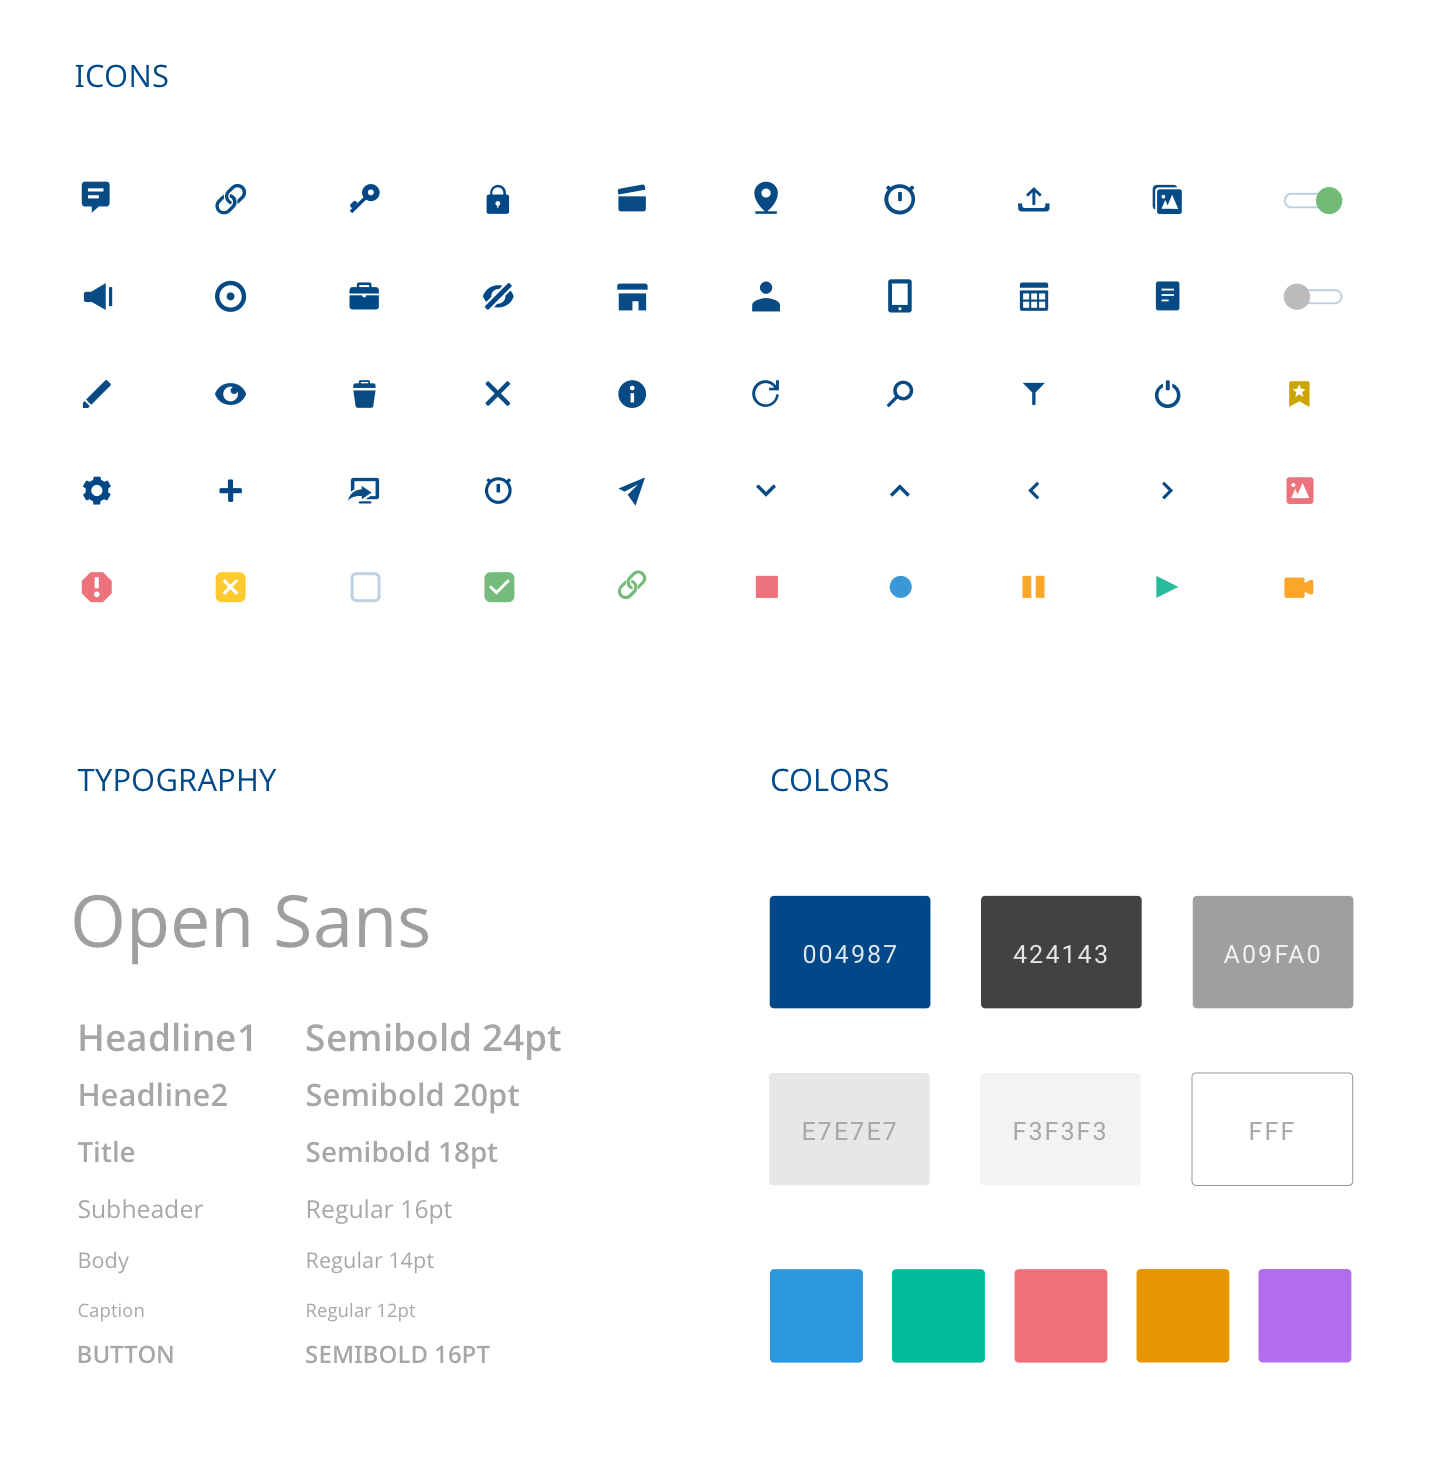 ICONS
TYPOGRAPHY
Open Sans
Headline1 Semibold 24pt
Headline2 Semibold 20pt
Title Semibold 18pt
Subheader Regular 16pt
Body Regular 14pt
Caption Regular 12pt
BUTTON SEMIBOLD 16PT
COLORS
004987 424143 A09FA0
E7E7E7 F3F3F3 FFF